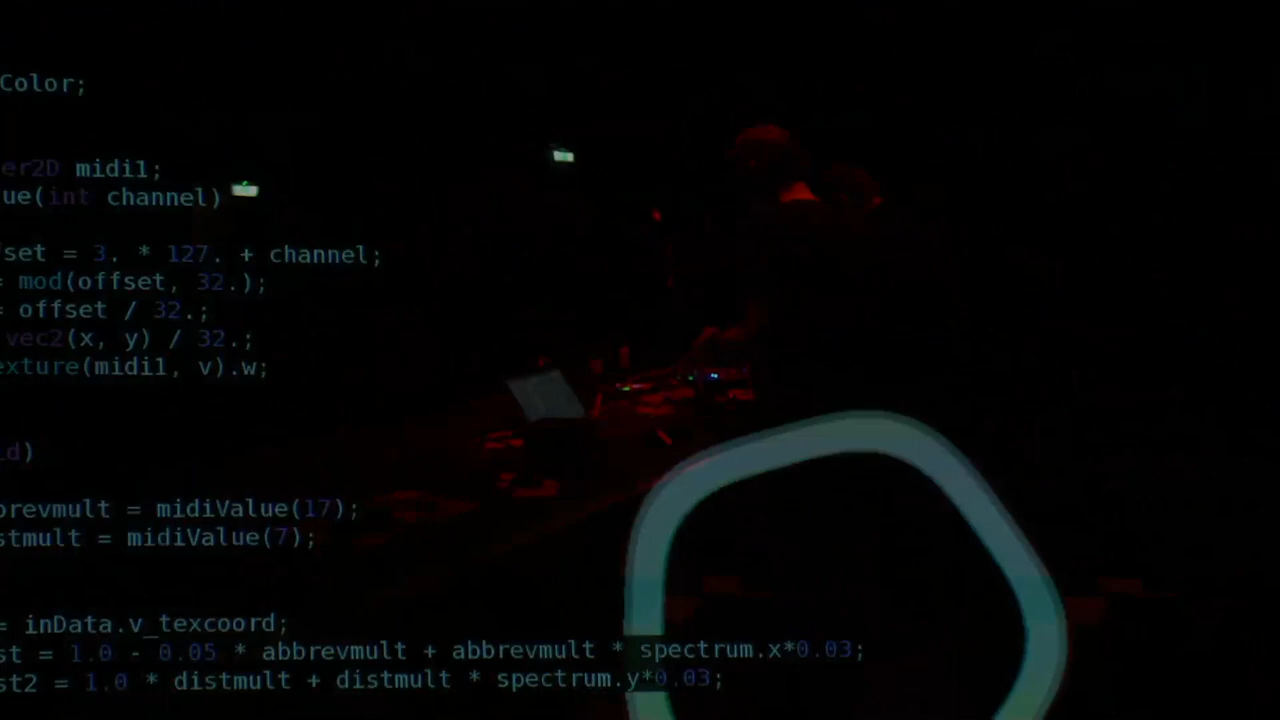 Color;
er2D midi1;
ue(int channel)
set = 3. * 127. + channel;
= mod(offset, 32.);
= offset / 32.;
vec2(x, y) / 32.;
exture(midi1, v).w;
id)
brevmult = midiValue(17);
stmult = midiValue(7);
= inData.v_texcoord;
st = 1.0 - 0.05 * abbrevmult + abbrevmult * spectrum.x*0.03;
st2 = 1.0 * distmult + distmult * spectrum.y*0.03;